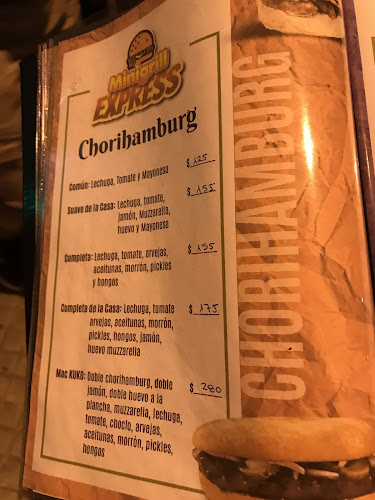 Minigrill
EXPRESS
Chorihamburg
Común: Lechuga, Tomate y Mayonesa $ 125
Suave de la Casa: Lechuga, tomate, $ 155
jamón, Muzzarella,
huevo y Mayonesa
Completa: Lechuga, tomate, arvejas, $ 155
aceitunas, morrón, pickles
y hongos
Completa de la Casa: Lechuga, tomate $ 175
arvejas, aceitunas, morrón,
pickles, hongos, jamón,
huevo muzzarella
Mac KUKO: Doble chorihamburg, doble $ 280
jamón, doble huevo a la
plancha, muzzarella, lechuga,
tomate, choclo, arvejas,
aceitunas, morrón, pickles,
hongos
CHORIHAMBURG